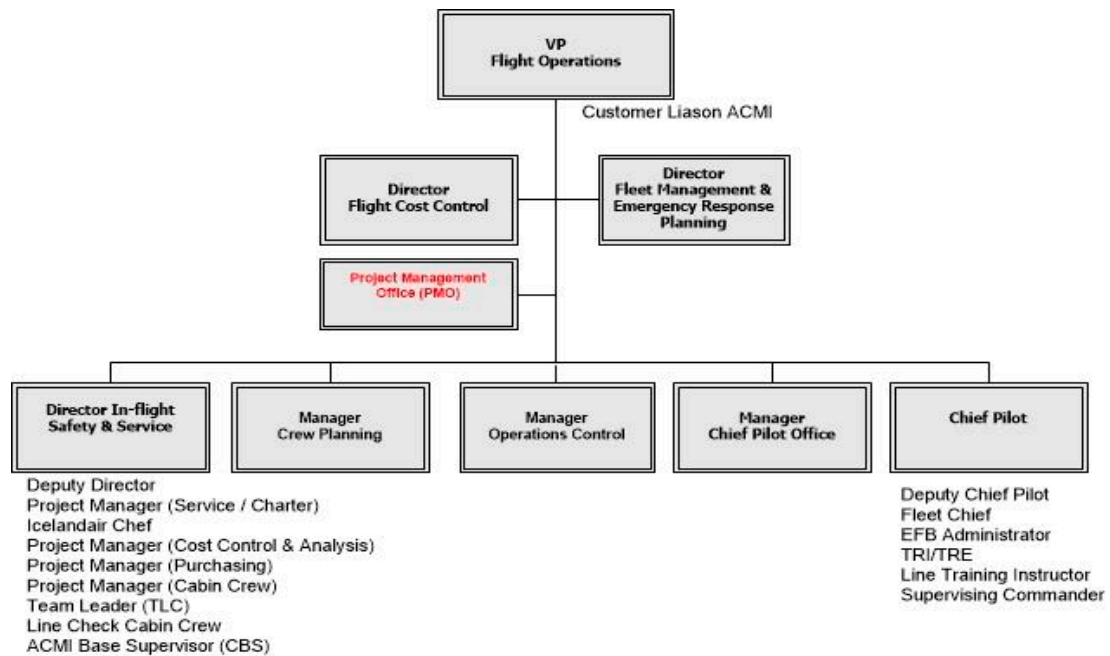 VP
Flight Operations
Customer Liason ACMI
Director
Flight Cost Control
Director
Fleet Management &
Emergency Response
Planning
Project Management
Office (PMO)
Director In-flight
Safety & Service
Manager
Crew Planning
Manager
Operations Control
Manager
Chief Pilot Office
Chief Pilot
Deputy Director
Project Manager (Service / Charter)
Icelandair Chef
Project Manager (Cost Control & Analysis)
Project Manager (Purchasing)
Project Manager (Cabin Crew)
Team Leader (TLC)
Line Check Cabin Crew
ACMI Base Supervisor (CBS)
Deputy Chief Pilot
Fleet Chief
EFB Administrator
TRI/TRE
Line Training Instructor
Supervising Commander